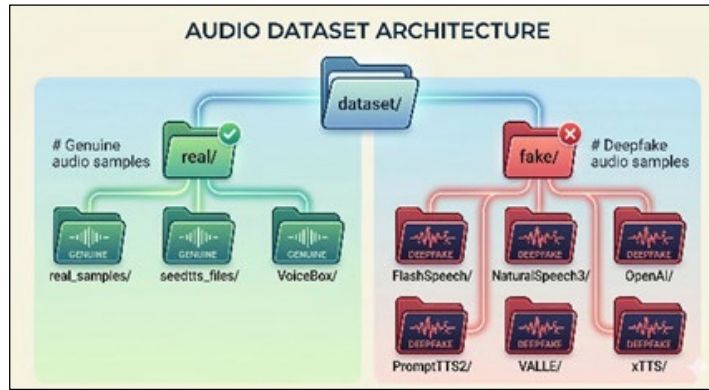 AUDIO DATASET ARCHITECTURE
dataset/
# Genuine
audio samples
real/
fake/
# Deepfake
audio samples
GENUINE
GENUINE
GENUINE
real_samples/
seedtts_files/
VoiceBox/
DEEPFAKE
DEEPFAKE
DEEPFAKE
FlashSpeech/
NaturalSpeech3/
OpenAI/
DEEPFAKE
DEEPFAKE
DEEPFAKE
PromptTTS2/
VALLE/
xTTS/